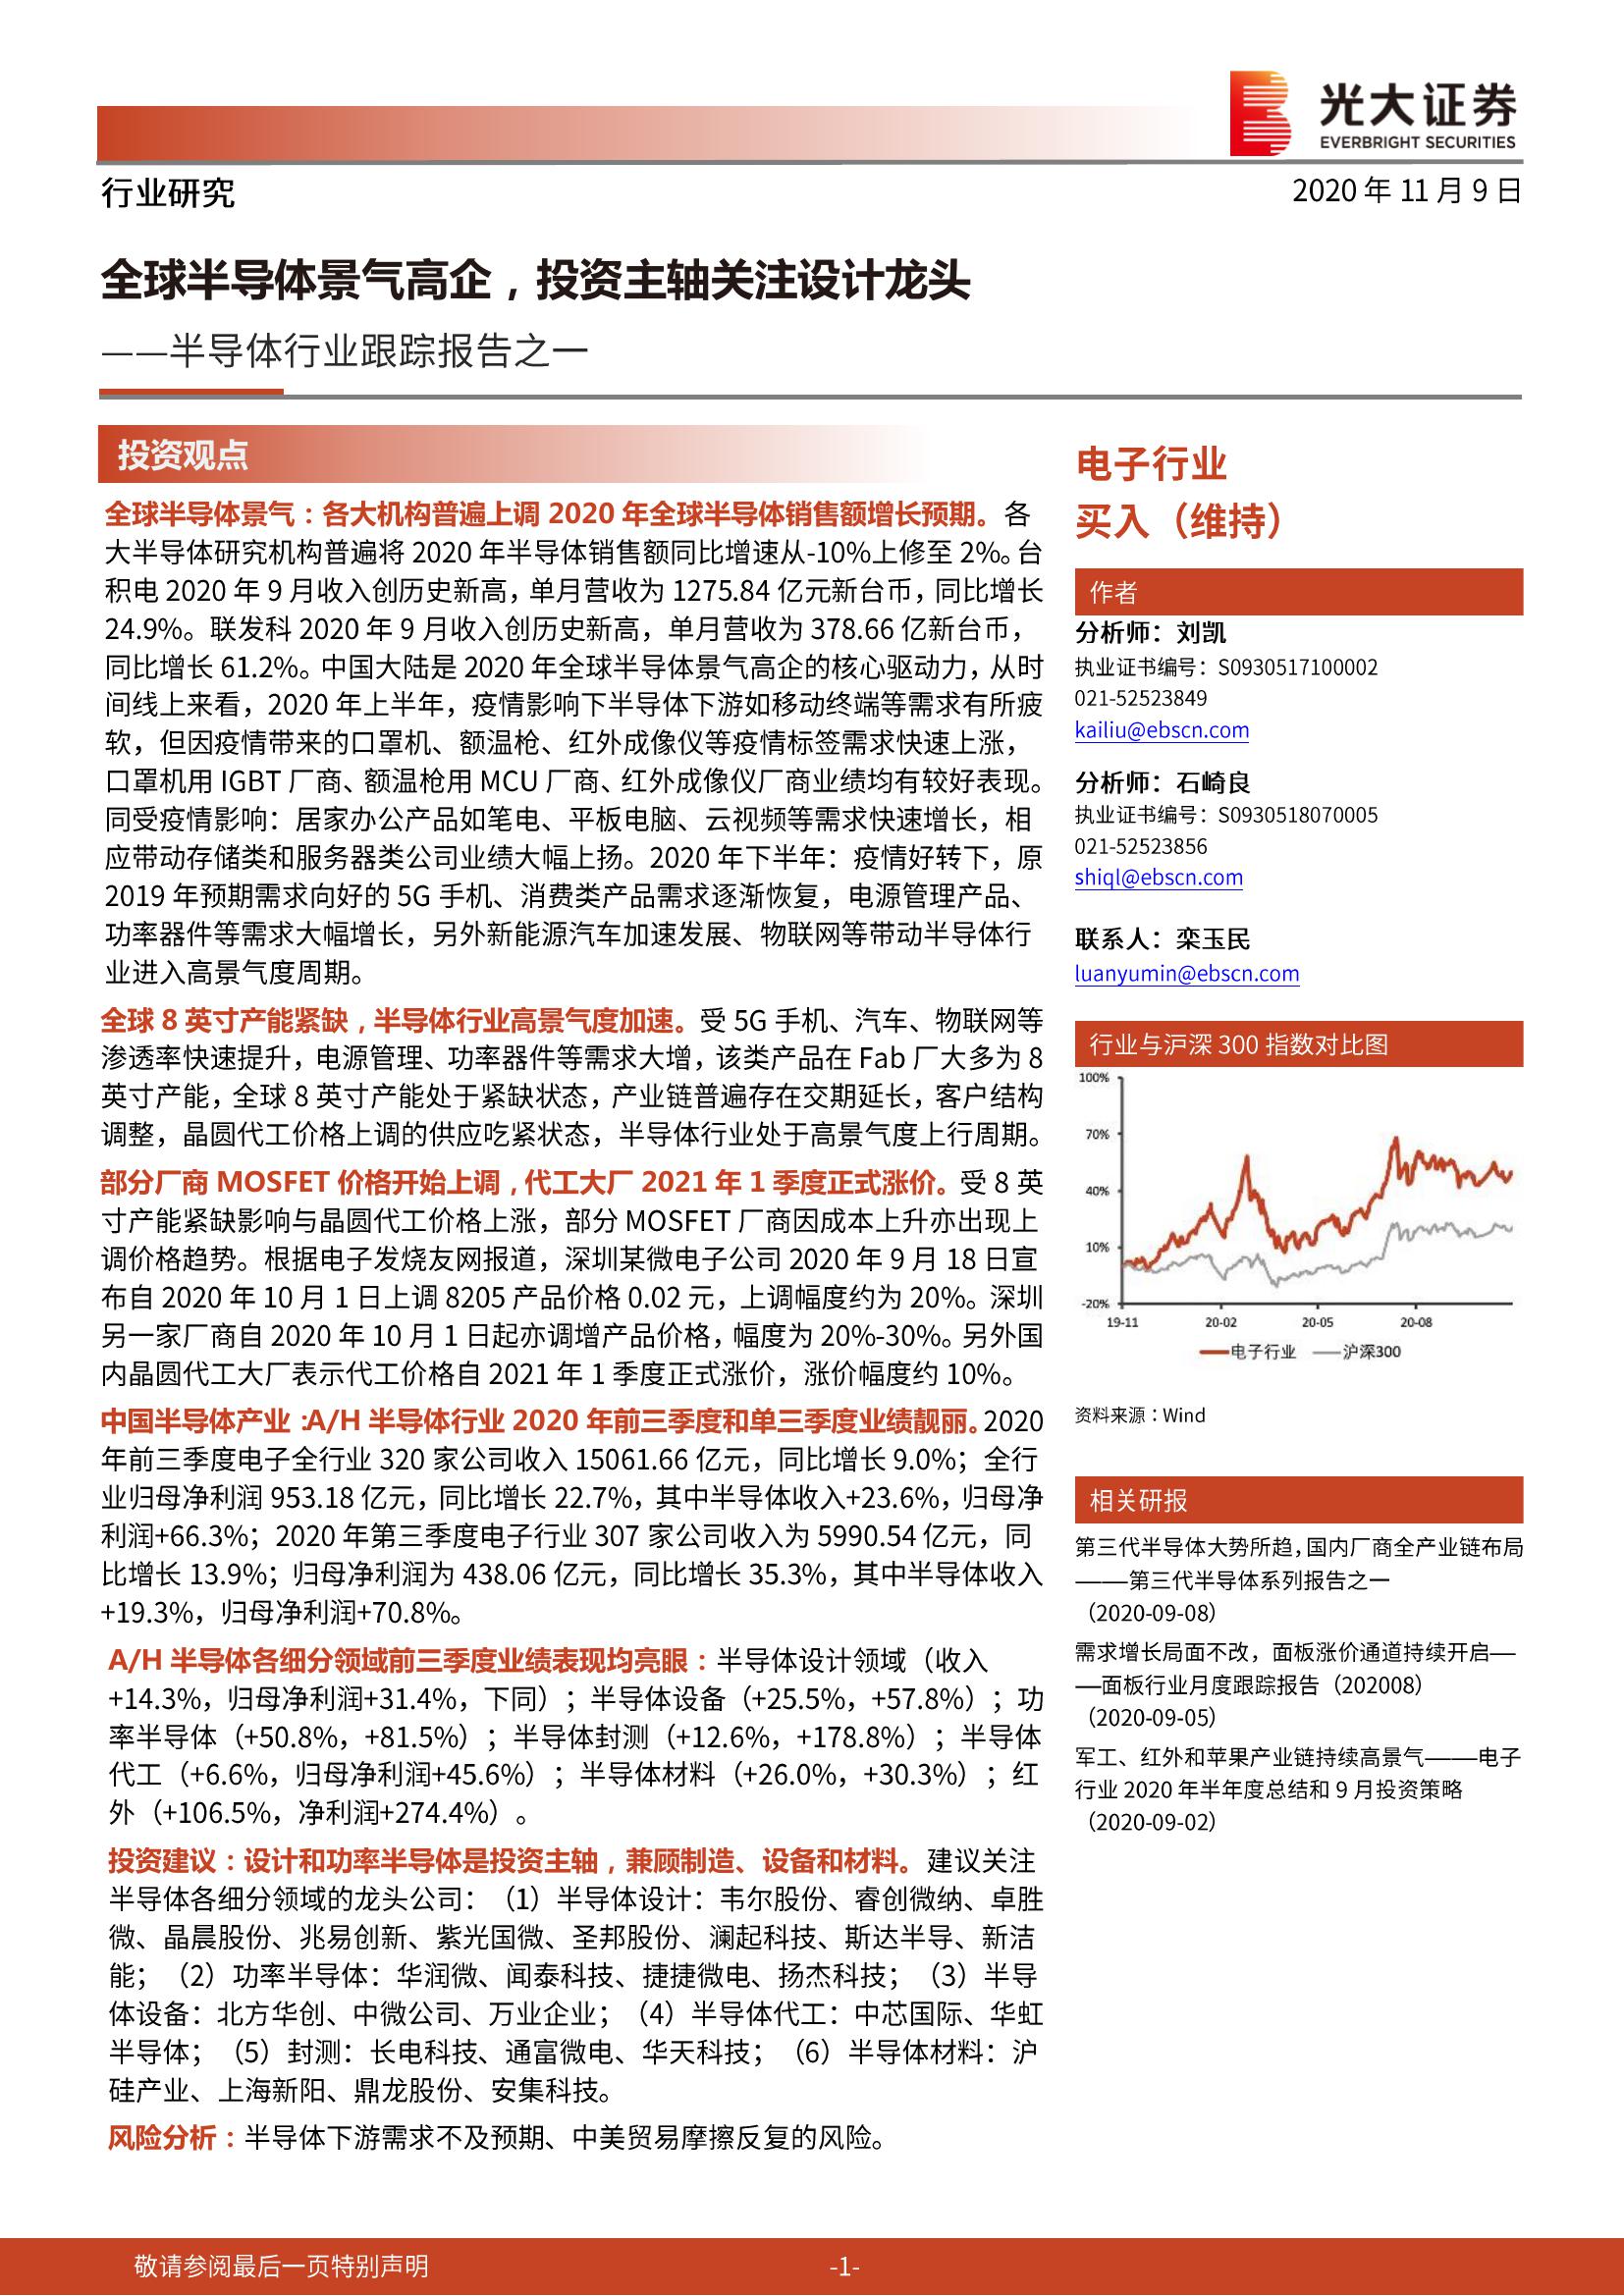 光大证券
EVERBRIGHT SECURITIES
行业研究
2020 年 11 月 9 日
全球半导体景气高企，投资主轴关注设计龙头
——半导体行业跟踪报告之一
投资观点
全球半导体景气：各大机构普遍上调 2020 年全球半导体销售额增长预期。各
大半导体研究机构普遍将 2020 年半导体销售额同比增速从-10%上修至 2%。台
积电 2020 年 9 月收入创历史新高，单月营收为 1275.84 亿元新台币，同比增长
24.9%。联发科 2020 年 9 月收入创历史新高，单月营收为 378.66 亿新台币，
同比增长 61.2%。中国大陆是 2020 年全球半导体景气高企的核心驱动力，从时
间线上来看，2020 年上半年，疫情影响下半导体下游如移动终端等需求有所疲
软，但因疫情带来的口罩机、额温枪、红外成像仪等疫情标签需求快速上涨，
口罩机用 IGBT 厂商、额温枪用 MCU 厂商、红外成像仪厂商业绩均有较好表现。
同受疫情影响：居家办公产品如笔电、平板电脑、云视频等需求快速增长，相
应带动存储类和服务器类公司业绩大幅上扬。2020 年下半年：疫情好转下，原
2019 年预期需求向好的 5G 手机、消费类产品需求逐渐恢复，电源管理产品、
功率器件等需求大幅增长，另外新能源汽车加速发展、物联网等带动半导体行
业进入高景气度周期。
全球 8 英寸产能紧缺，半导体行业高景气度加速。受 5G 手机、汽车、物联网等
渗透率快速提升，电源管理、功率器件等需求大增，该类产品在 Fab 厂大多为 8
英寸产能，全球 8 英寸产能处于紧缺状态，产业链普遍存在交期延长，客户结构
调整，晶圆代工价格上调的供应吃紧状态，半导体行业处于高景气度上行周期。
部分厂商 MOSFET 价格开始上调，代工大厂 2021 年 1 季度正式涨价。受 8 英
寸产能紧缺影响与晶圆代工价格上涨，部分 MOSFET 厂商因成本上升亦出现上
调价格趋势。根据电子发烧友网报道，深圳某微电子公司 2020 年 9 月 18 日宣
布自 2020 年 10 月 1 日上调 8205 产品价格 0.02 元，上调幅度约为 20%。深圳
另一家厂商自 2020 年 10 月 1 日起亦调增产品价格，幅度为 20%-30%。另外国
内晶圆代工大厂表示代工价格自 2021 年 1 季度正式涨价，涨价幅度约 10%。
中国半导体产业：A/H 半导体行业 2020 年前三季度和单三季度业绩靓丽。2020
年前三季度电子全行业 320 家公司收入 15061.66 亿元，同比增长 9.0%；全行
业归母净利润 953.18 亿元，同比增长 22.7%，其中半导体收入+23.6%，归母净
利润+66.3%；2020 年第三季度电子行业 307 家公司收入为 5990.54 亿元，同
比增长 13.9%；归母净利润为 438.06 亿元，同比增长 35.3%，其中半导体收入
+19.3%，归母净利润+70.8%。
A/H 半导体各细分领域前三季度业绩表现均亮眼：半导体设计领域（收入
+14.3%，归母净利润+31.4%，下同）；半导体设备（+25.5%，+57.8%）；功
率半导体（+50.8%，+81.5%）；半导体封测（+12.6%，+178.8%）；半导体
代工（+6.6%，归母净利润+45.6%）；半导体材料（+26.0%，+30.3%）；红
外（+106.5%，净利润+274.4%）。
投资建议：设计和功率半导体是投资主轴，兼顾制造、设备和材料。建议关注
半导体各细分领域的龙头公司：（1）半导体设计：韦尔股份、睿创微纳、卓胜
微、晶晨股份、兆易创新、紫光国微、圣邦股份、澜起科技、斯达半导、新洁
能；（2）功率半导体：华润微、闻泰科技、捷捷微电、扬杰科技；（3）半导
体设备：北方华创、中微公司、万业企业；（4）半导体代工：中芯国际、华虹
半导体；（5）封测：长电科技、通富微电、华天科技；（6）半导体材料：沪
硅产业、上海新阳、鼎龙股份、安集科技。
风险分析：半导体下游需求不及预期、中美贸易摩擦反复的风险。
电子行业
买入（维持）
作者
分析师：刘凯
执业证书编号：S0930517100002
021-52523849
kailiu@ebscn.com
分析师：石崎良
执业证书编号：S0930518070005
021-52523856
shiql@ebscn.com
联系人：栾玉民
luanyumin@ebscn.com
行业与沪深 300 指数对比图
100%
70%
40%
10%
-20%
19-11 20-02 20-05 20-08
电子行业 沪深300
资料来源：Wind
相关研报
第三代半导体大势所趋，国内厂商全产业链布局
——第三代半导体系列报告之一
（2020-09-08）
需求增长局面不改，面板涨价通道持续开启—
—面板行业月度跟踪报告（202008）
（2020-09-05）
军工、红外和苹果产业链持续高景气——电子
行业 2020 年半年度总结和 9 月投资策略
（2020-09-02）
敬请参阅最后一页特别声明
-1-